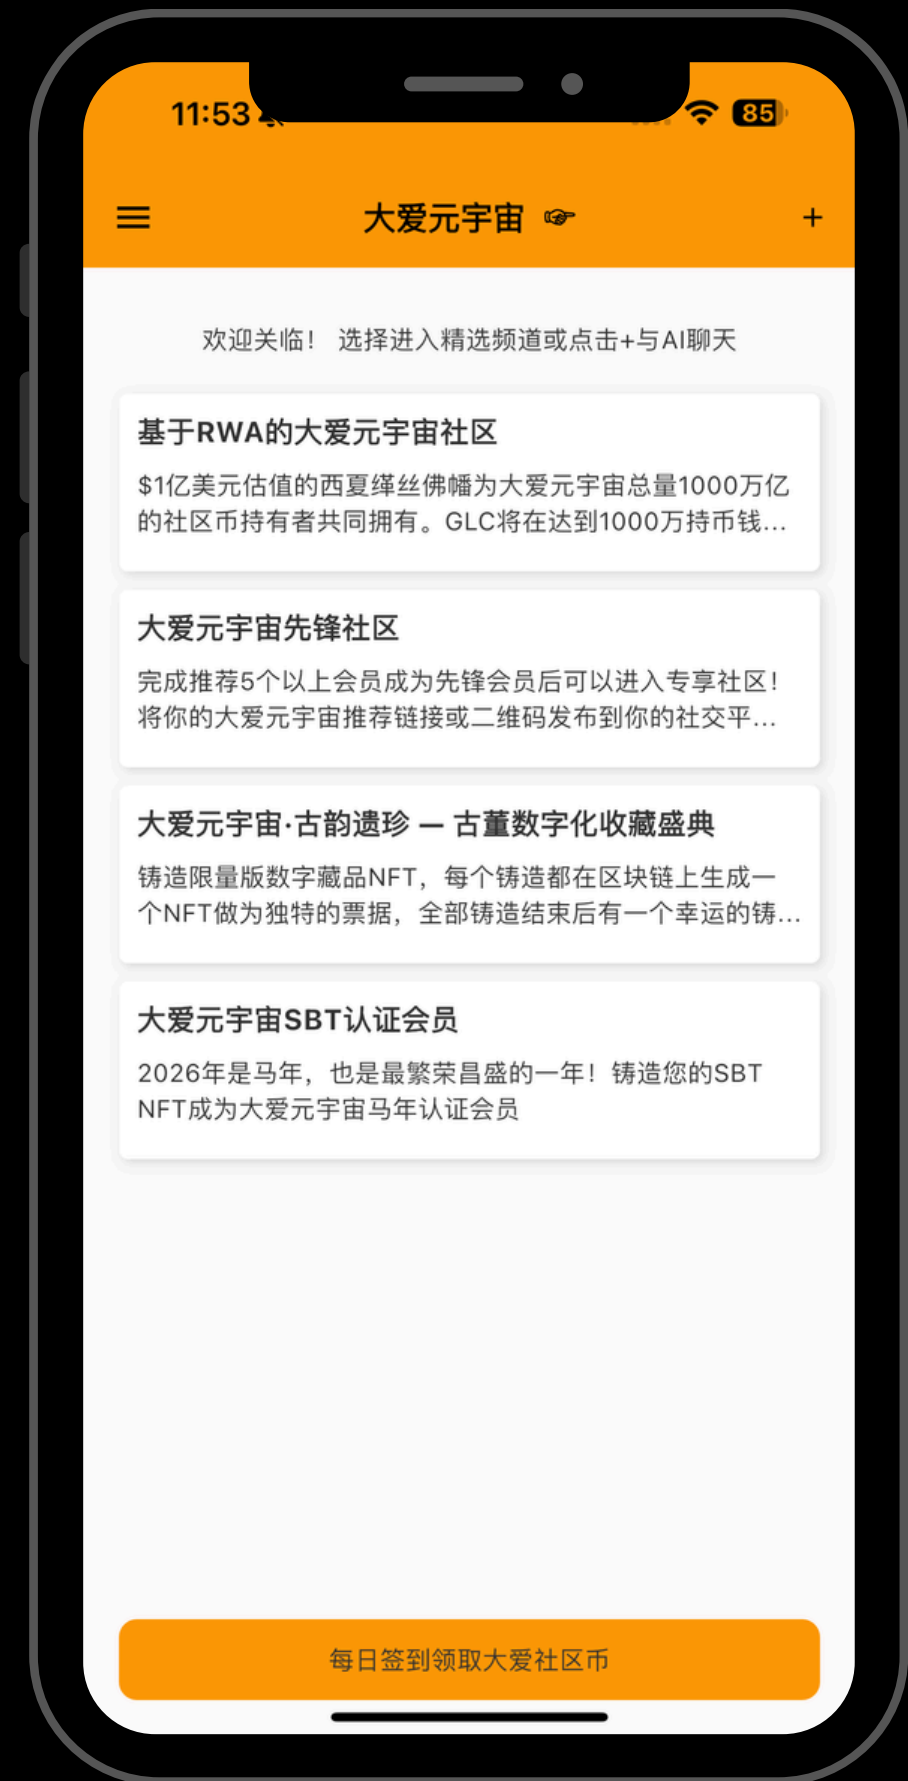 11:53
85
大爱元宇宙 👉
+
欢迎关临！ 选择进入精选频道或点击+与AI聊天
基于RWA的大爱元宇宙社区
$1亿美元估值的西夏缂丝佛幡为大爱元宇宙总量1000万亿
的社区币持有者共同拥有。GLC将在达到1000万持币钱...
大爱元宇宙先锋社区
完成推荐5个以上会员成为先锋会员后可以进入专享社区！
将你的大爱元宇宙推荐链接或二维码发布到你的社交平...
大爱元宇宙·古韵遗珍 — 古董数字化收藏盛典
铸造限量版数字藏品NFT，每个铸造都在区块链上生成一
个NFT做为独特的票据，全部铸造结束后有一个幸运的铸...
大爱元宇宙SBT认证会员
2026年是马年，也是最繁荣昌盛的一年！铸造您的SBT
NFT成为大爱元宇宙马年认证会员
每日签到领取大爱社区币